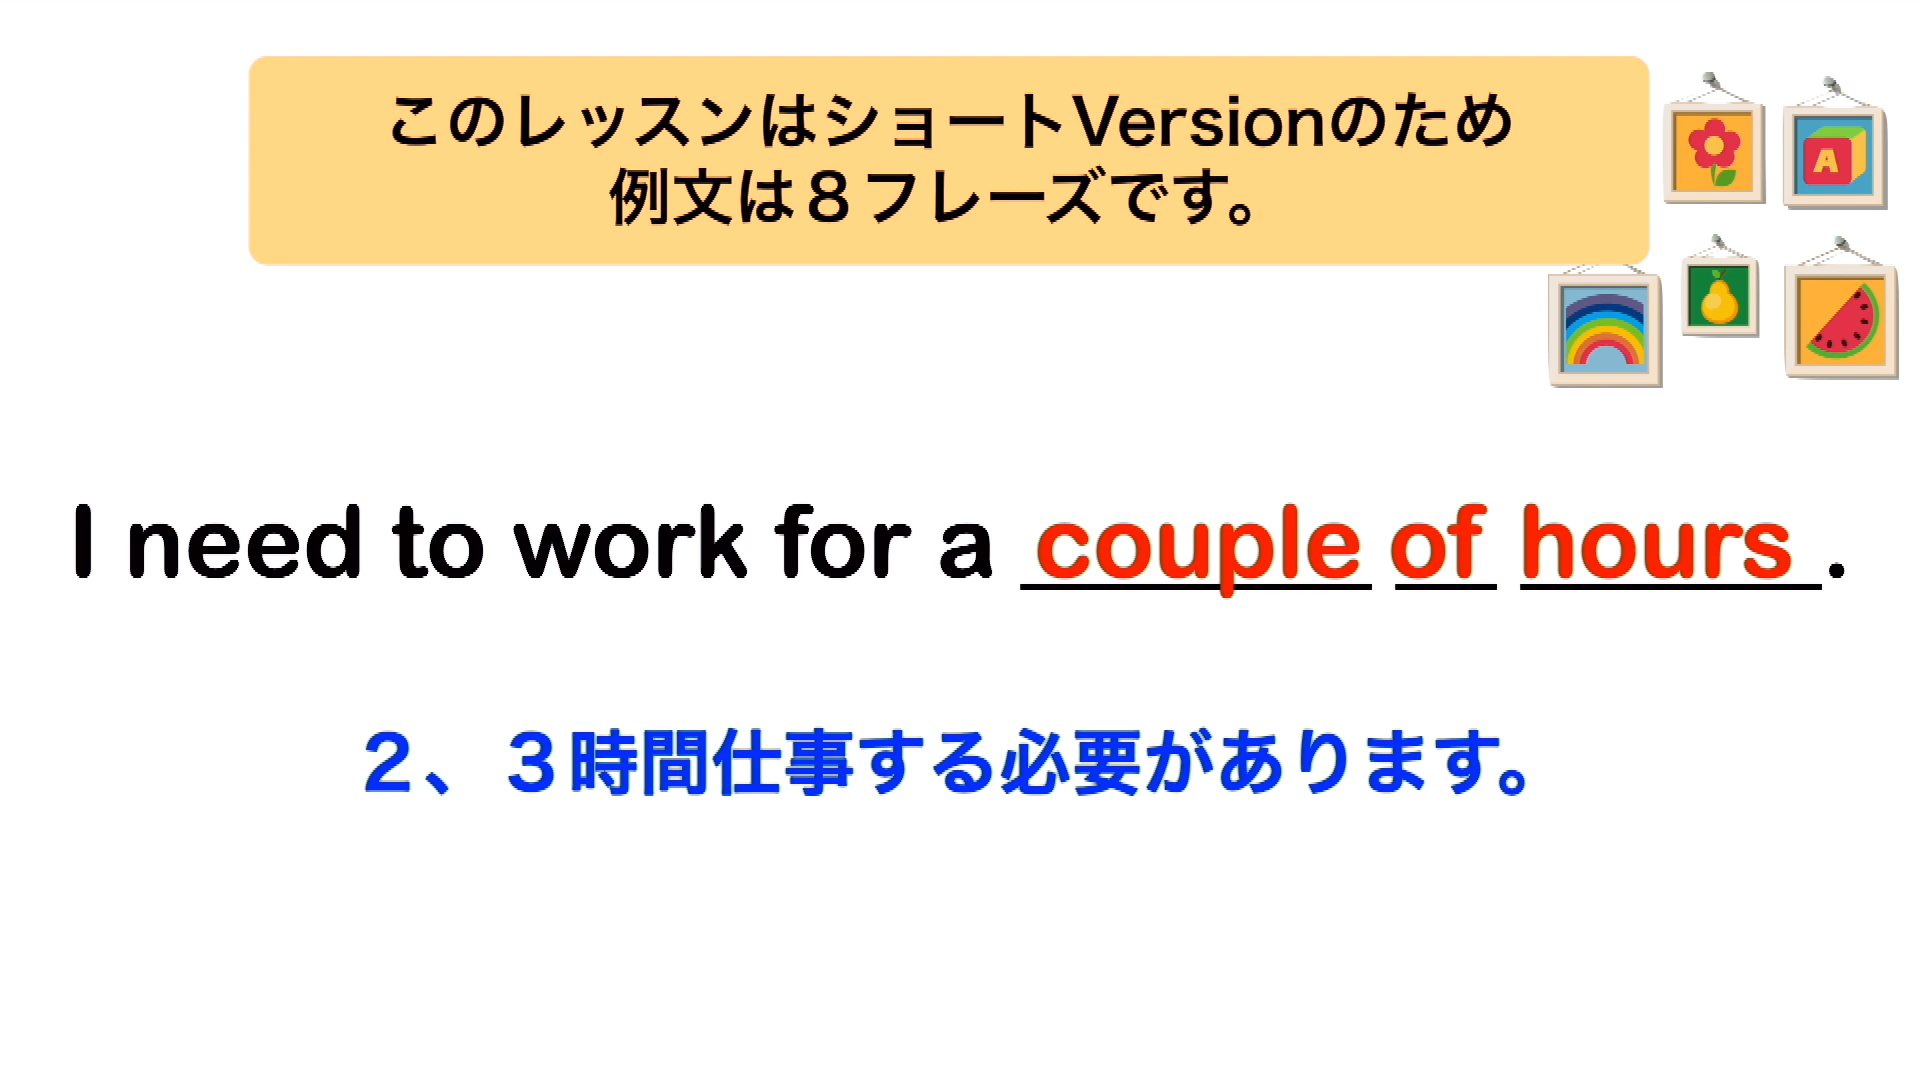 このレッスンはショートVersionのため
例文は８フレーズです。
A
I need to work for a couple of hours.
２、３時間仕事する必要があります。